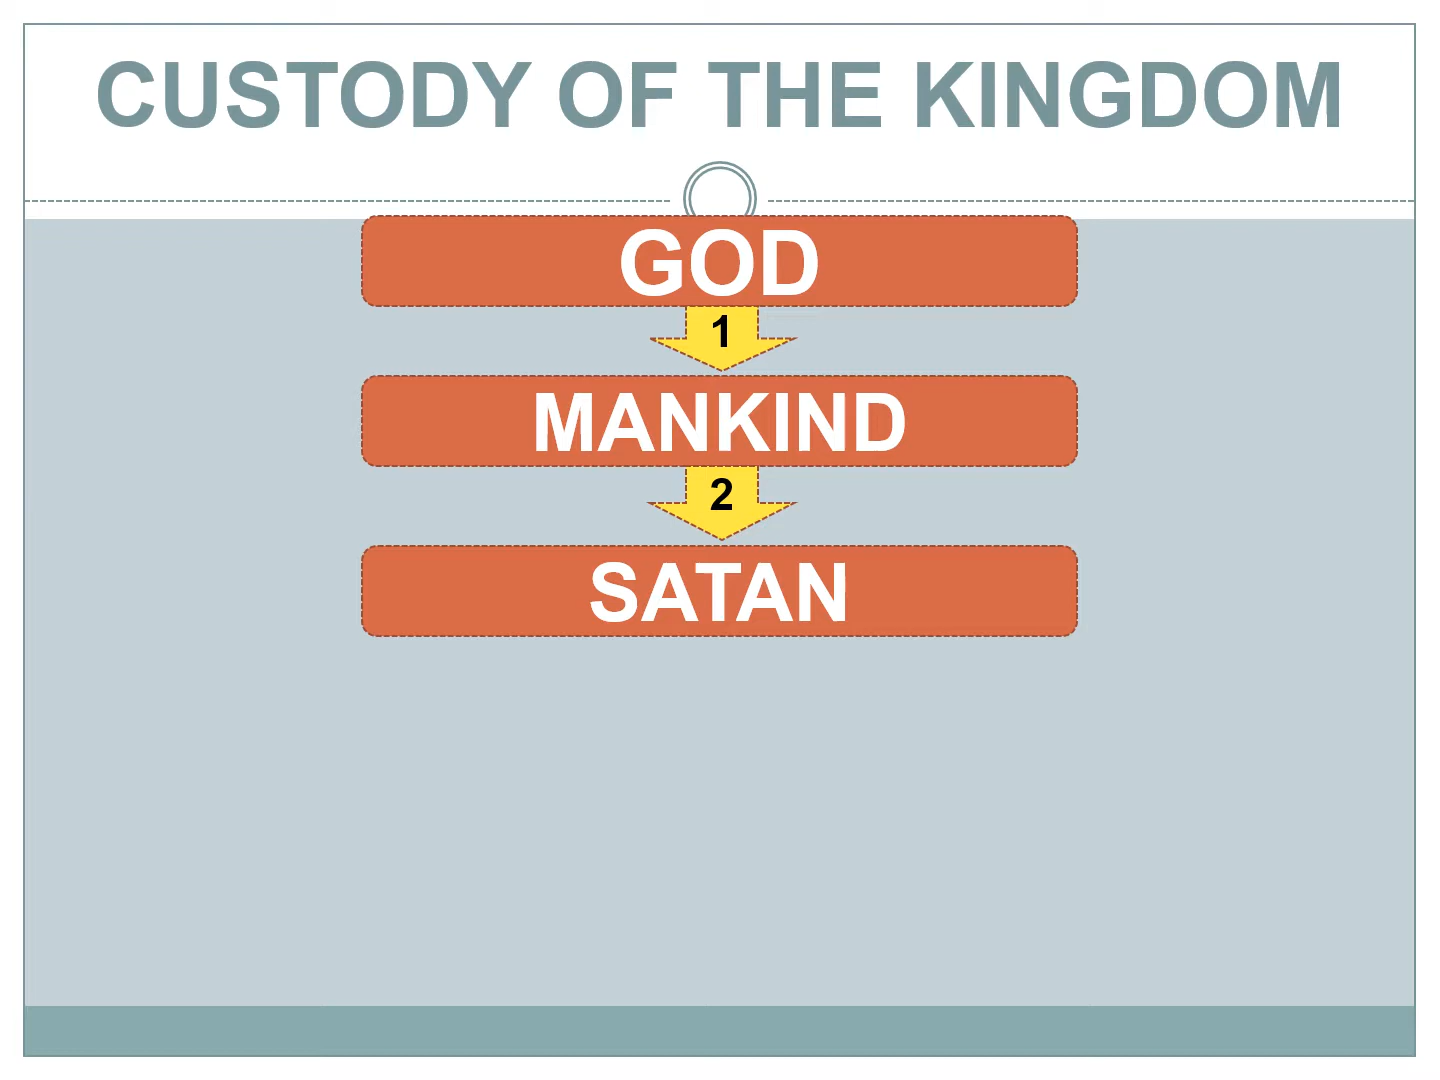 CUSTODY OF THE KINGDOM
GOD
1
MANKIND
2
SATAN